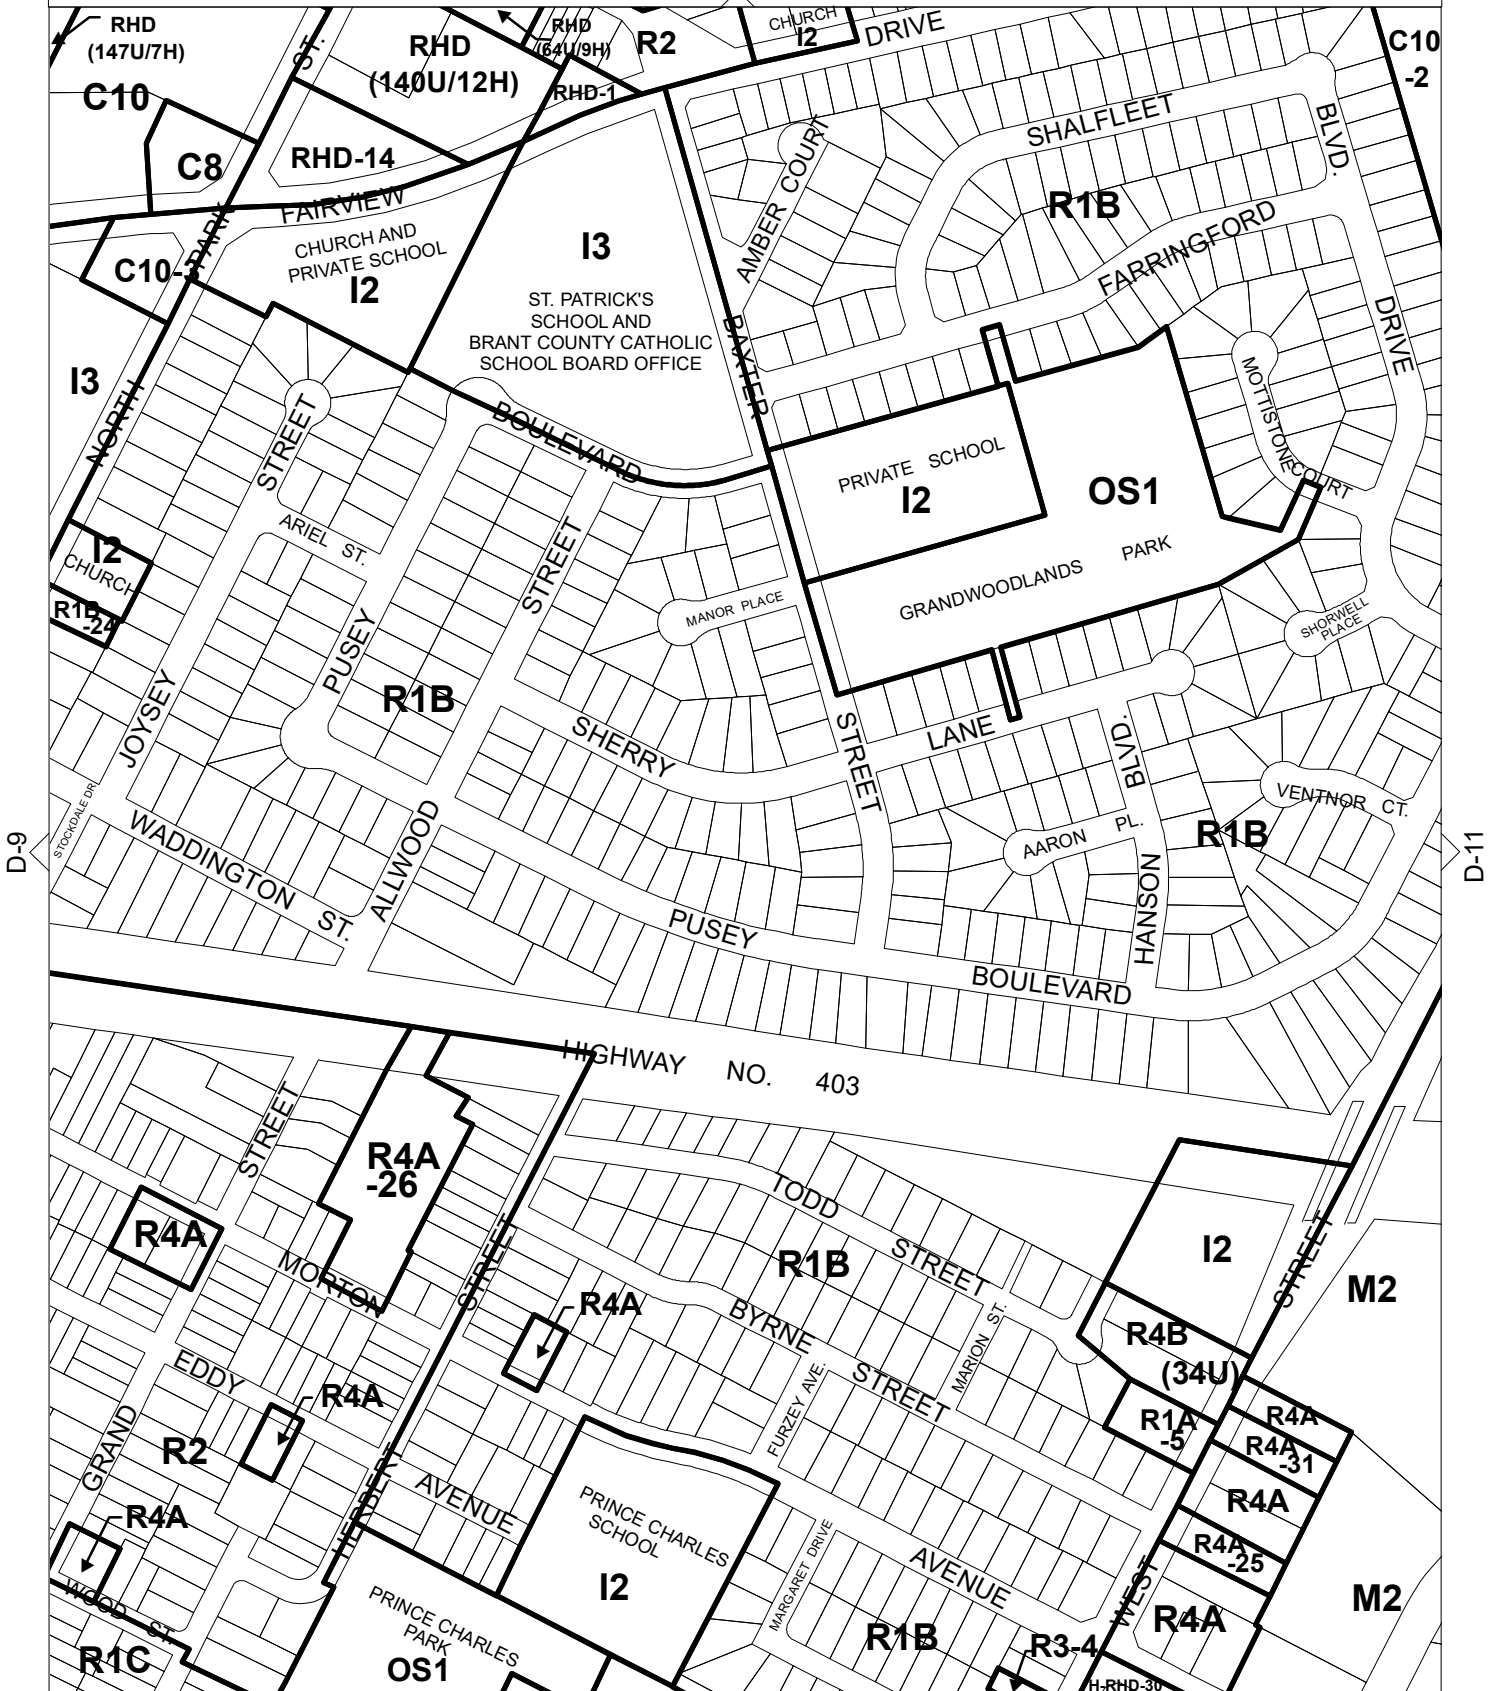 RHD
(147U/7H)
C10
ST.
RHD
(140U/12H)
RHD
(64U/9H)
R2
CHURCH
I2
DRIVE
C10
-2
RHD-1
C8
RHD-14
FAIRVIEW
AMBER COURT
SHALFLEET
BLVD.
R1B
FARRINGFORD
PARK
CHURCH AND
PRIVATE SCHOOL
I2
I3
C10-3
ST. PATRICK'S
SCHOOL AND
BRANT COUNTY CATHOLIC
SCHOOL BOARD OFFICE
BAXTER
DRIVE
I3
NORTH
STREET
BOULEVARD
MOTTISTONE
COURT
PRIVATE SCHOOL
I2
OS1
GRANDWOODLANDS PARK
ARIEL ST.
STREET
I2
CHURCH
R1B
-24
MANOR PLACE
SHORWELL
PLACE
PUSEY
R1B
JOYSEY
SHERRY
STREET
LANE
BLVD.
VENTNOR CT.
R1B
AARON PL.
HANSON
STOCKDALE DR.
WADDINGTON ST.
ALLWOOD
D-9
D-11
PUSEY
BOULEVARD
HIGHWAY NO. 403
STREET
R4A
-26
R4A
MORTON
STREET
TODD
STREET
R1B
I2
STREET
M2
R4A
BYRNE
STREET
MARION ST.
R4B
(34U)
EDDY
R4A
FURZEY AVE.
R1A
-5
R4A
R4A
-31
R4A
R4A
-25
R4A
GRAND
R2
HERBERT
AVENUE
R4A
PRINCE CHARLES
SCHOOL
I2
MARGARET DRIVE
AVENUE
WEST
M2
WOOD ST.
R1C
PRINCE CHARLES
PARK
OS1
R1B
R3-4
H-RHD-30